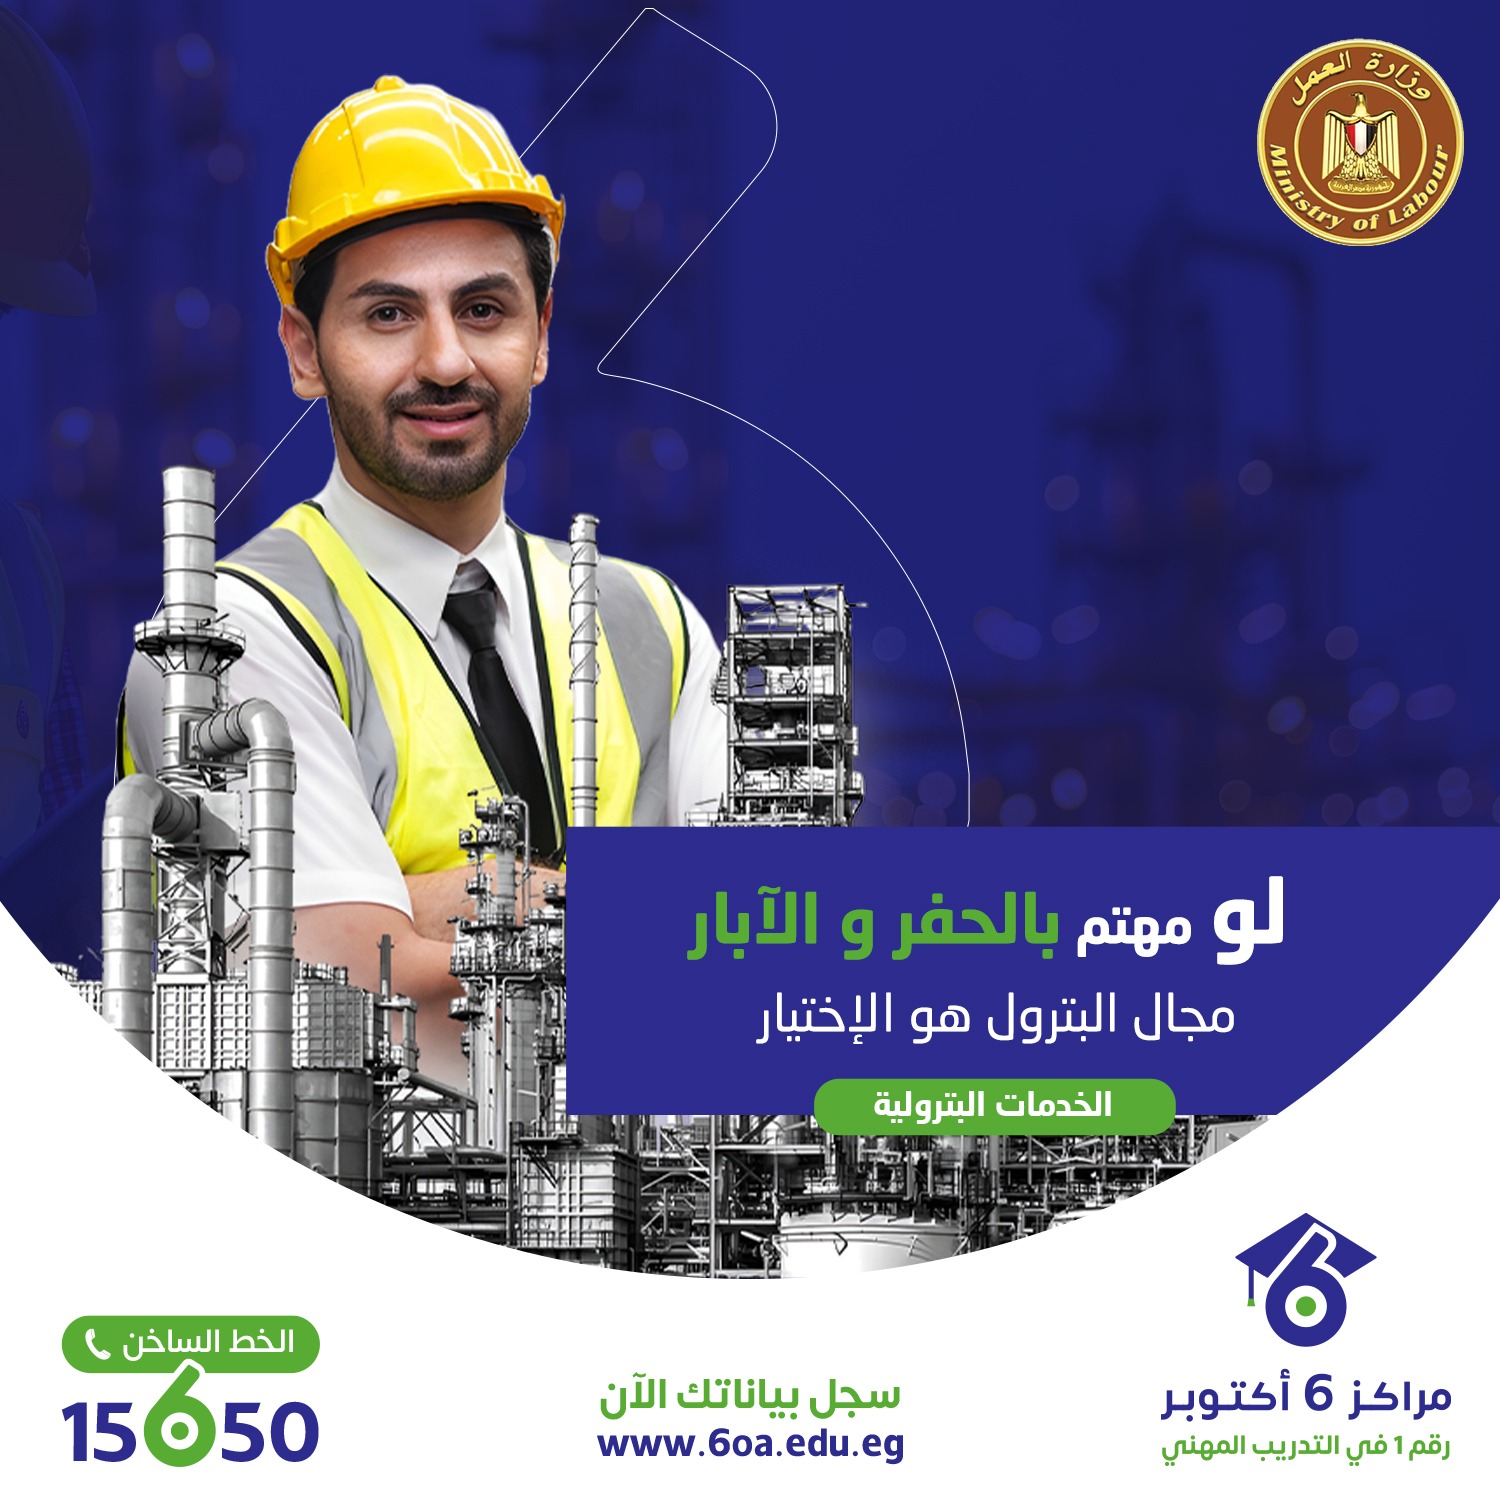 وزارة العمل
Ministry of Labour
لو مهتم بالحفر و الآبار
مجال البترول هو الإختيار
الخدمات البترولية
الخط الساخن
15650
سجل بياناتك الآن
www.6oa.edu.eg
6
مراكز 6 أكتوبر
رقم 1 في التدريب المهني